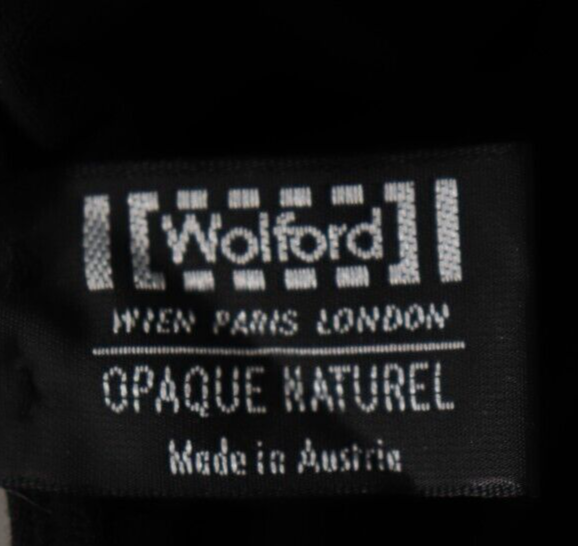 Wolford
WIEN PARIS LONDON
OPAQUE NATUREL
Made in Austria